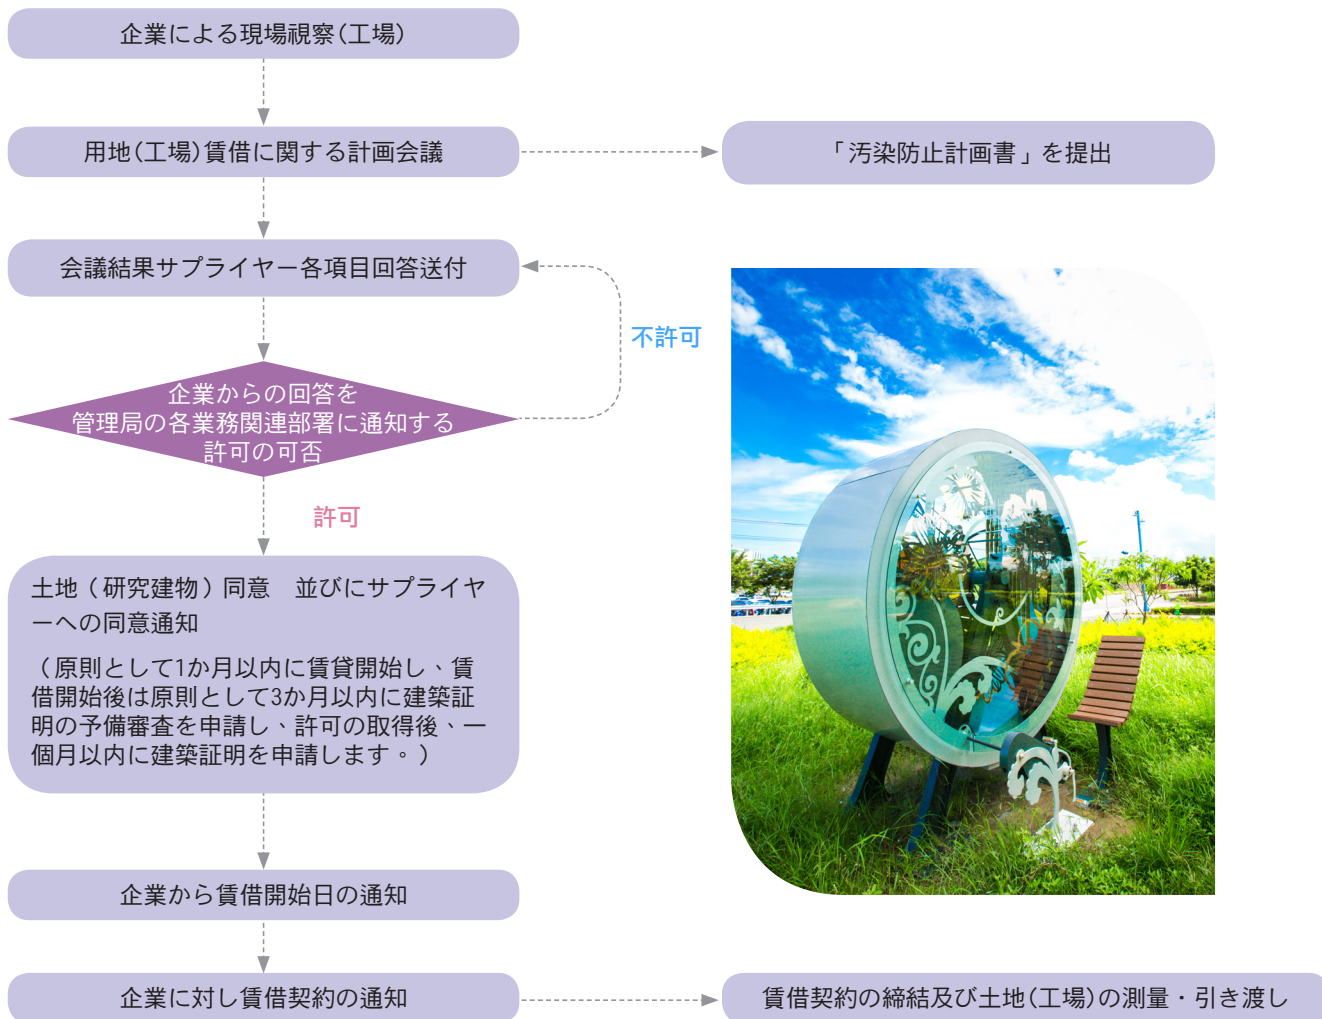 企業による現場視察(工場)
用地(工場)賃借に関する計画会議
「汚染防止計画書」を提出
会議結果サプライヤー各項目回答送付
不許可
企業からの回答を
管理局の各業務関連部署に通知する
許可の可否
許可
土地（研究建物）同意　並びにサプライヤ
ーへの同意通知
（原則として1か月以内に賃貸開始し、賃
借開始後は原則として3か月以内に建築証
明の予備審査を申請し、許可の取得後、一
個月以内に建築証明を申請します。）
企業から賃借開始日の通知
企業に対し賃借契約の通知
賃借契約の締結及び土地(工場)の測量・引き渡し